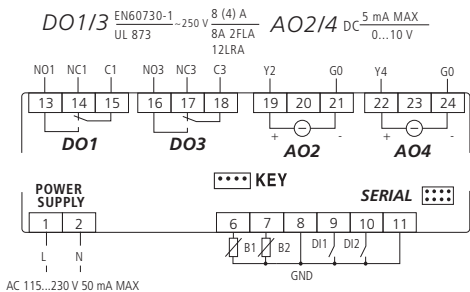 DO1/3 EN60730-1 ~250 V 8 (4) A AO2/4 DC 5 mA MAX
UL 873 8A 2FLA 0...10 V
12LRA
NO1 NC1 C1 NO3 NC3 C3 Y2 G0 Y4 G0
13 14 15 16 17 18 19 20 21 22 23 24
+ - + -
DO1 DO3 AO2 AO4
KEY
POWER SUPPLY SERIAL
1 2 6 7 8 9 10 11
L N B1 B2 DI1 DI2
GND
AC 115...230 V 50 mA MAX